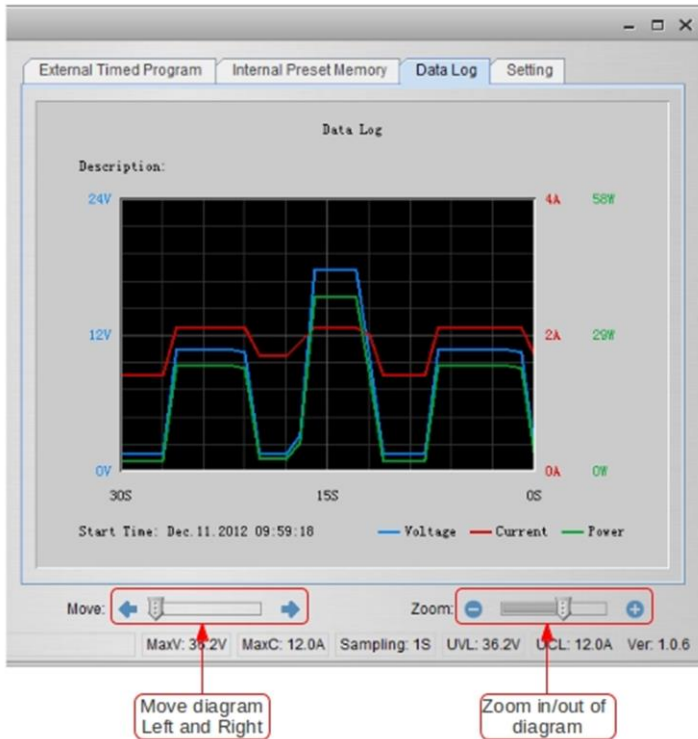 External Timed Program Internal Preset Memory Data Log Setting
Data Log
Description:
24V 4A 58W
12V 2A 29W
0V 0A 0W
30S 15S 0S
Start Time: Dec.11.2012 09:59:18 Voltage Current Power
Move: Zoom:
MaxV: 36.2V MaxC: 12.0A Sampling: 1S UVL: 36.2V UCL: 12.0A Ver: 1.0.6
Move diagram Zoom in/out of
Left and Right diagram